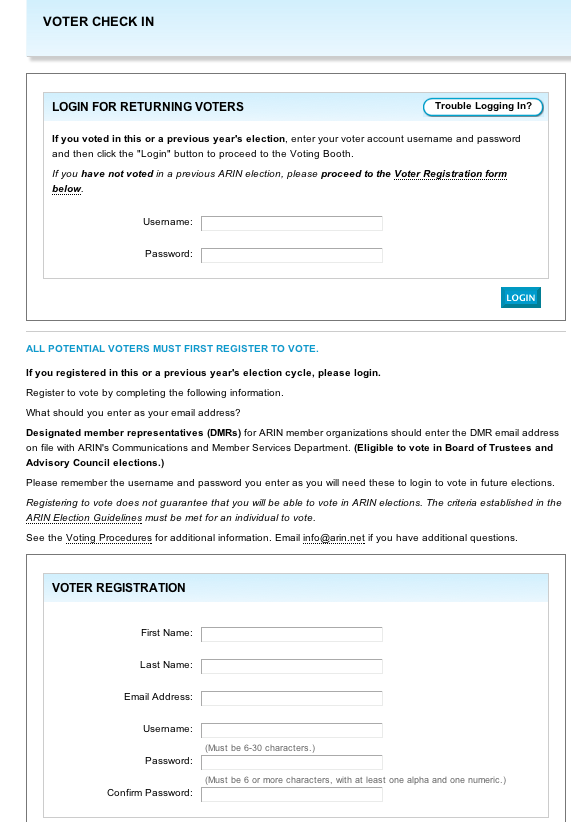 VOTER CHECK IN
LOGIN FOR RETURNING VOTERS
Trouble Logging In?
If you voted in this or a previous year's election, enter your voter account username and password
and then click the "Login" button to proceed to the Voting Booth.
If you have not voted in a previous ARIN election, please proceed to the Voter Registration form
below.
Username:
Password:
LOGIN
ALL POTENTIAL VOTERS MUST FIRST REGISTER TO VOTE.
If you registered in this or a previous year's election cycle, please login.
Register to vote by completing the following information.
What should you enter as your email address?
Designated member representatives (DMRs) for ARIN member organizations should enter the DMR email address
on file with ARIN's Communications and Member Services Department. (Eligible to vote in Board of Trustees and
Advisory Council elections.)
Please remember the username and password you enter as you will need these to login to vote in future elections.
Registering to vote does not guarantee that you will be able to vote in ARIN elections. The criteria established in the
ARIN Election Guidelines must be met for an individual to vote.
See the Voting Procedures for additional information. Email info@arin.net if you have additional questions.
VOTER REGISTRATION
First Name:
Last Name:
Email Address:
Username:
(Must be 6-30 characters.)
Password:
(Must be 6 or more characters, with at least one alpha and one numeric.)
Confirm Password: